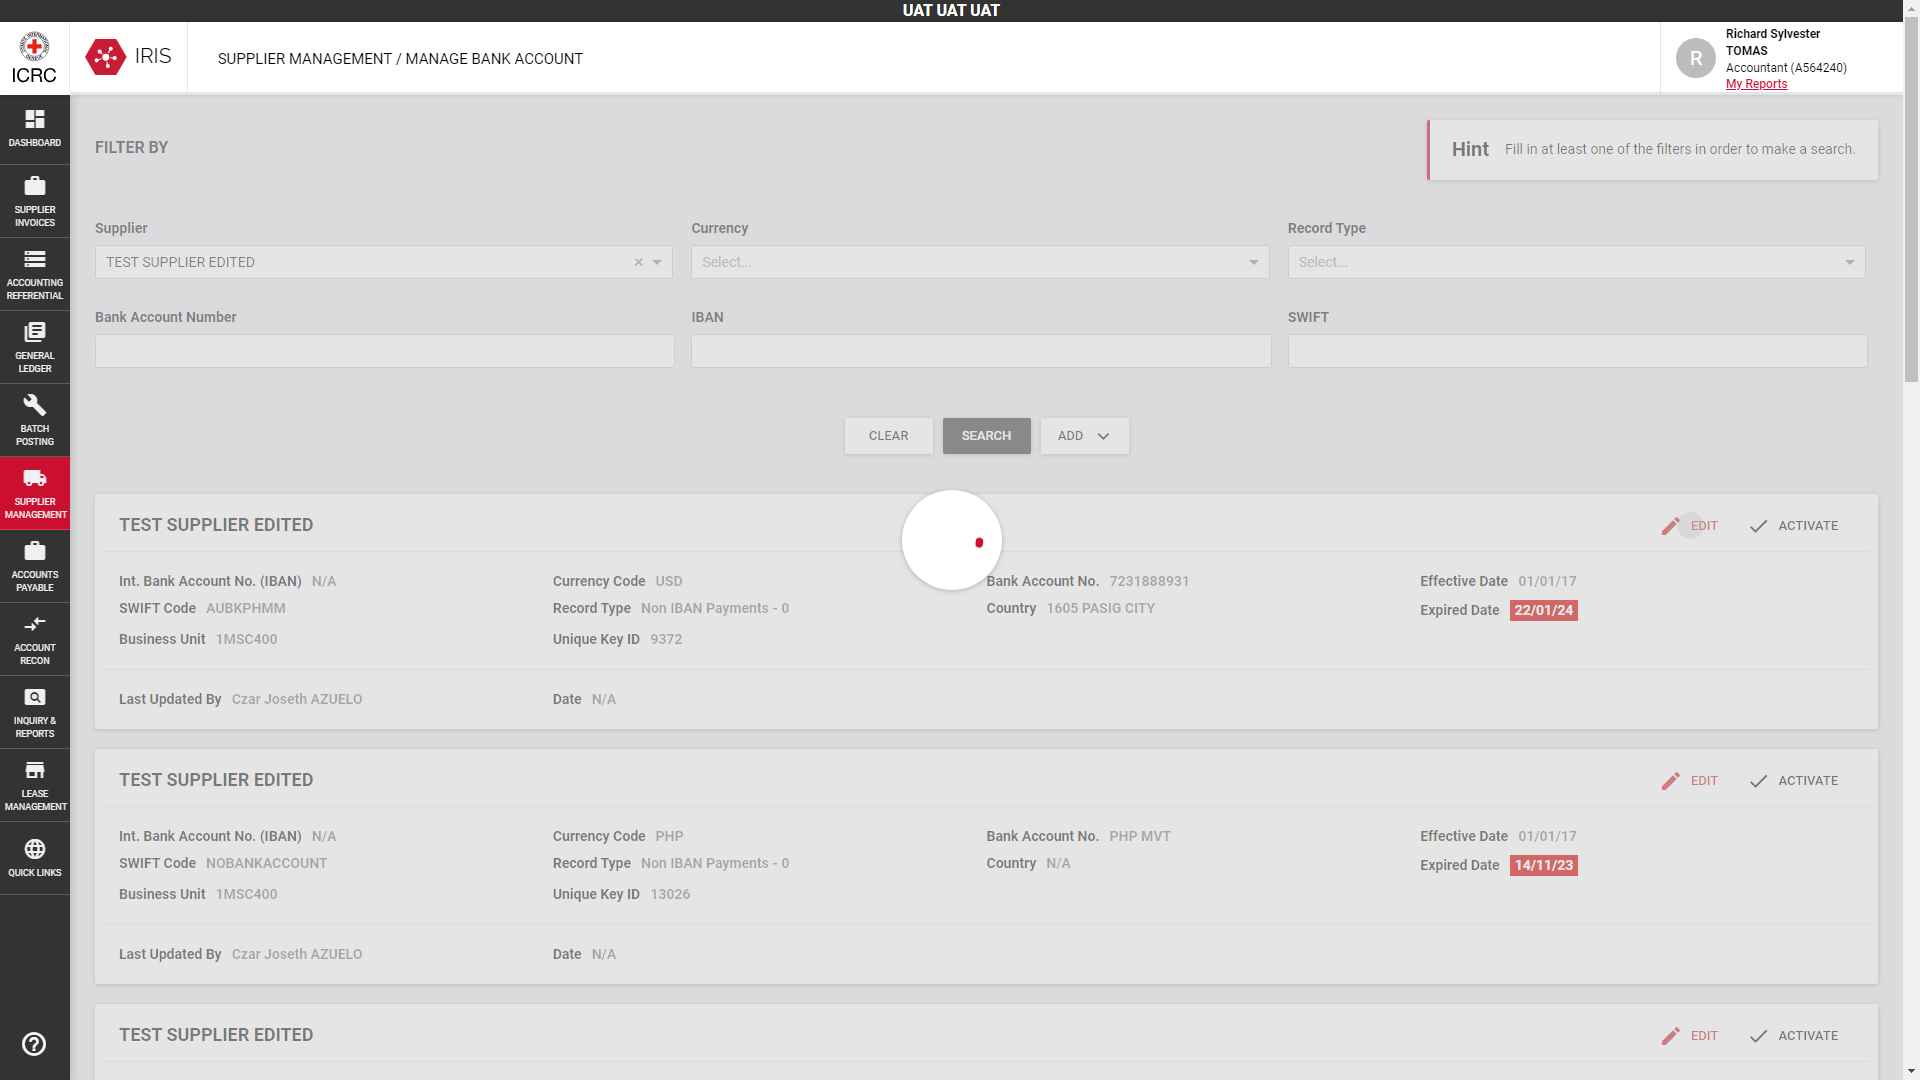 UAT UAT UAT
ICRC
IRIS
SUPPLIER MANAGEMENT / MANAGE BANK ACCOUNT
R
Richard Sylvester
TOMAS
Accountant (A564240)
My Reports
DASHBOARD
SUPPLIER
INVOICES
ACCOUNTING
REFERENTIAL
GENERAL
LEDGER
BATCH
POSTING
SUPPLIER
MANAGEMENT
ACCOUNTS
PAYABLE
ACCOUNT
RECON
INQUIRY &
REPORTS
LEASE
MANAGEMENT
QUICK LINKS
FILTER BY
Hint Fill in at least one of the filters in order to make a search.
Supplier
TEST SUPPLIER EDITED
Currency
Select...
Record Type
Select...
Bank Account Number
IBAN
SWIFT
CLEAR
SEARCH
ADD
TEST SUPPLIER EDITED
EDIT
ACTIVATE
Int. Bank Account No. (IBAN) N/A
Currency Code USD
Bank Account No. 7231888931
Effective Date 01/01/17
SWIFT Code AUBKPHMM
Record Type Non IBAN Payments - 0
Country 1605 PASIG CITY
Expired Date 22/01/24
Business Unit 1MSC400
Unique Key ID 9372
Last Updated By Czar Joseth AZUELO
Date N/A
TEST SUPPLIER EDITED
EDIT
ACTIVATE
Int. Bank Account No. (IBAN) N/A
Currency Code PHP
Bank Account No. PHP MVT
Effective Date 01/01/17
SWIFT Code NOBANKACCOUNT
Record Type Non IBAN Payments - 0
Country N/A
Expired Date 14/11/23
Business Unit 1MSC400
Unique Key ID 13026
Last Updated By Czar Joseth AZUELO
Date N/A
TEST SUPPLIER EDITED
EDIT
ACTIVATE